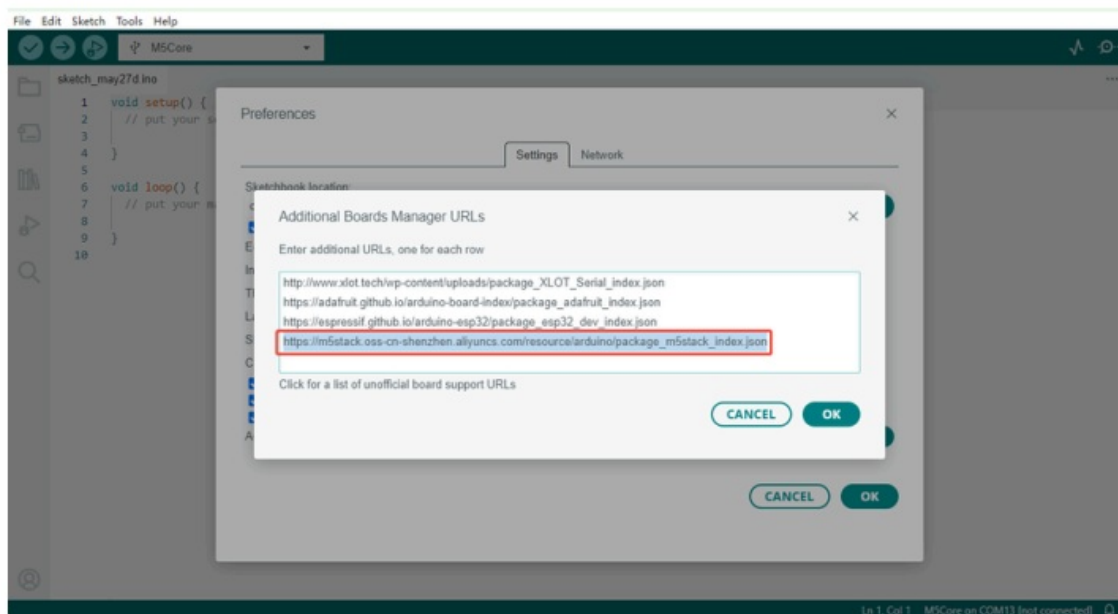 File Edit Sketch Tools Help
M5Core
sketch_may27d.ino
1 void setup() {
2 // put your s
3
4 }
5
6 void loop() {
7 // put your m
8
9 }
10
Preferences
Settings Network
Sketchbook location:
Additional Boards Manager URLs
Enter additional URLs, one for each row
http://www.xlot.tech/wp-content/uploads/package_XLOT_Serial_index.json
https://adafruit.github.io/arduino-board-index/package_adafruit_index.json
https://espressif.github.io/arduino-esp32/package_esp32_dev_index.json
https://m5stack.oss-cn-shenzhen.aliyuncs.com/resource/arduino/package_m5stack_index.json
Click for a list of unofficial board support URLs
CANCEL OK
CANCEL OK
Ln 1, Col 1 M5Core on COM13 [not connected]